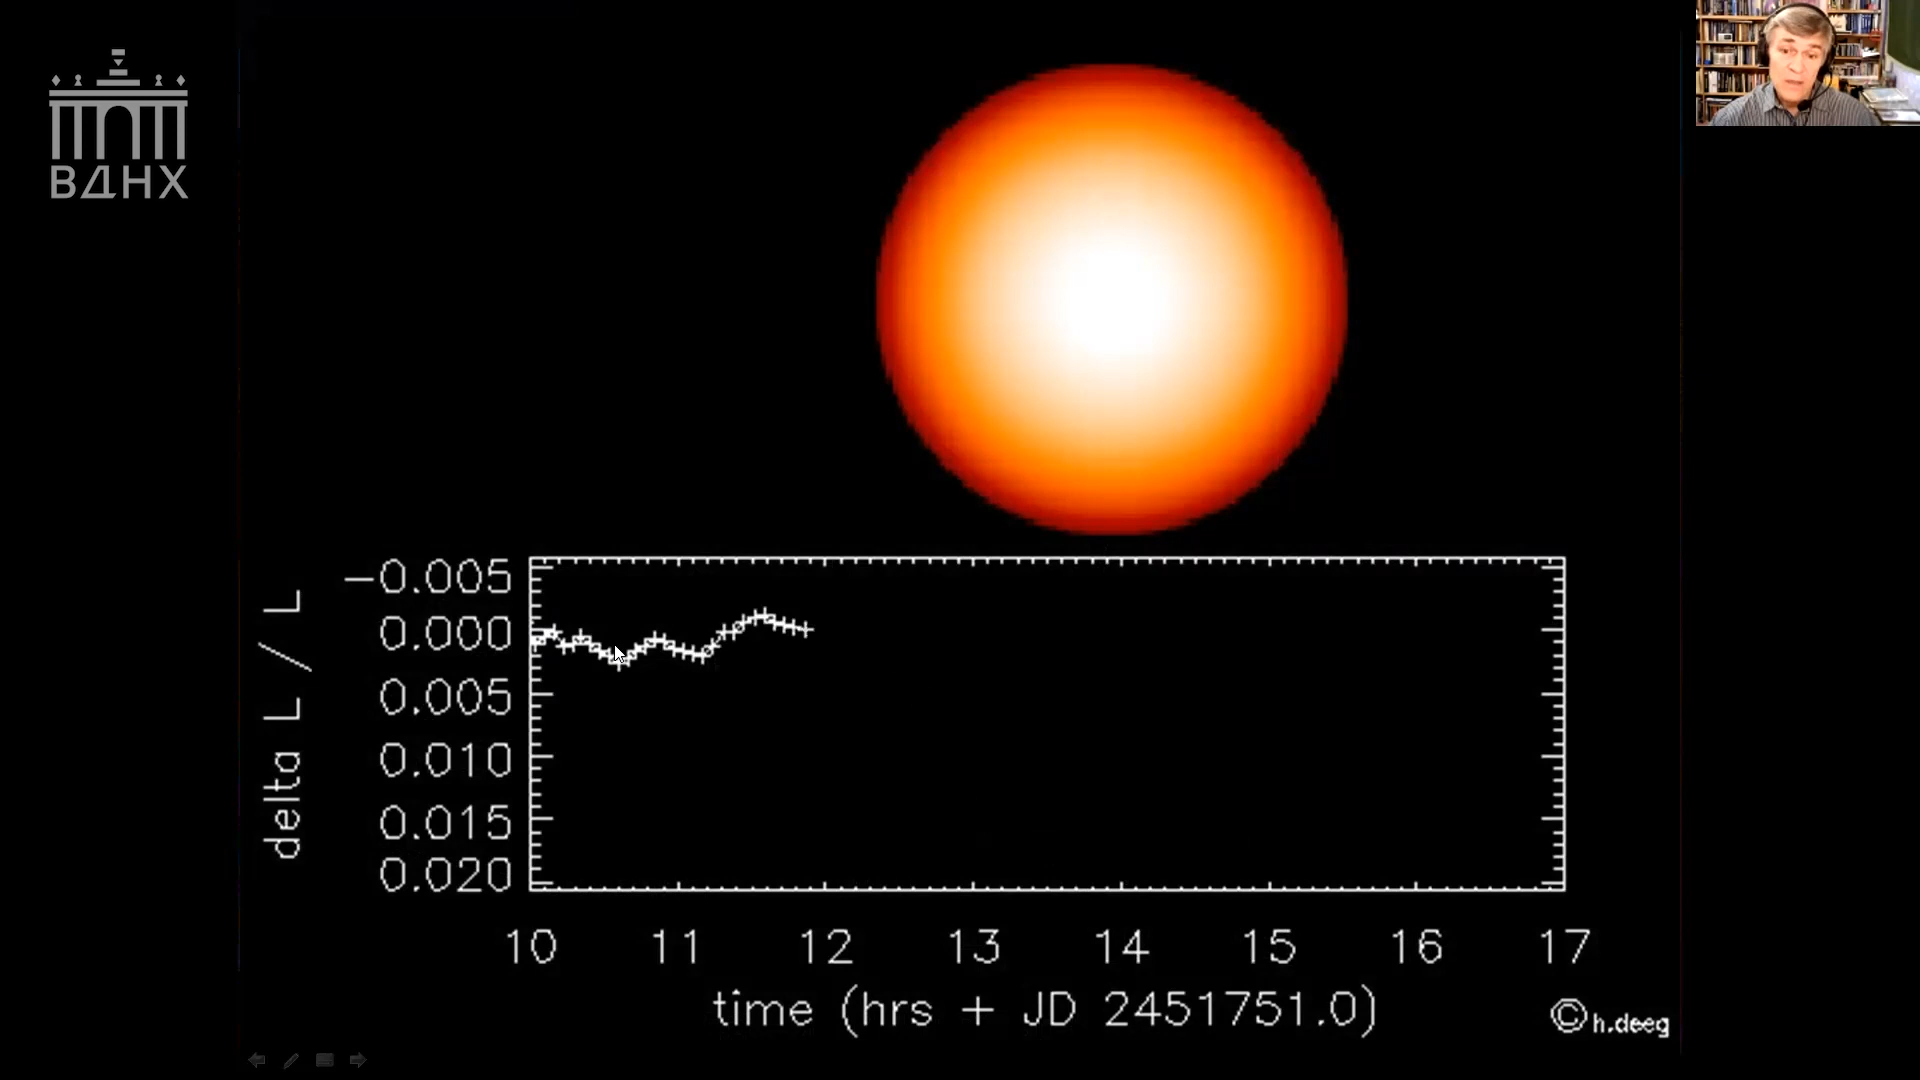 ВДНХ
−0.005
0.000
0.005
0.010
0.015
0.020
delta L / L
10 11 12 13 14 15 16 17
time (hrs + JD 2451751.0)
©h.deeg